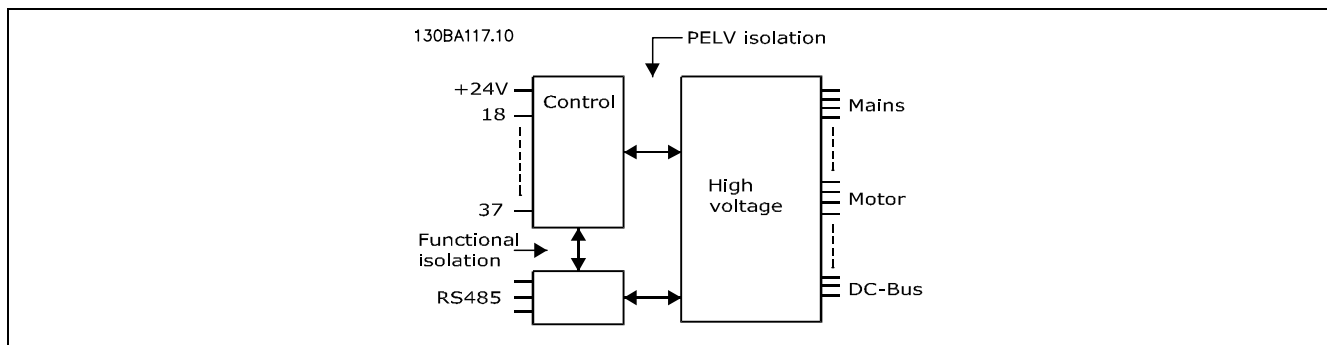 130BA117.10
PELV isolation
+24V
Control
18
Mains
High
voltage
37
Motor
Functional
isolation
RS485
DC-Bus